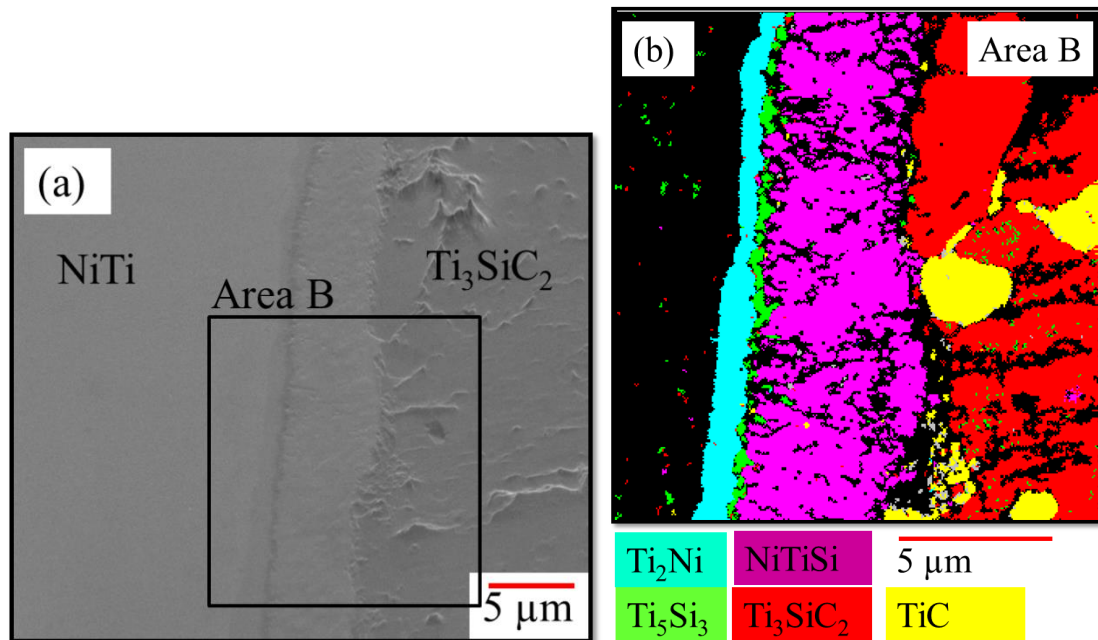 (a)
NiTi
Ti₃SiC₂
Area B
5 µm
(b)
Area B
Ti₂Ni
NiTiSi
5 µm
Ti₅Si₃
Ti₃SiC₂
TiC